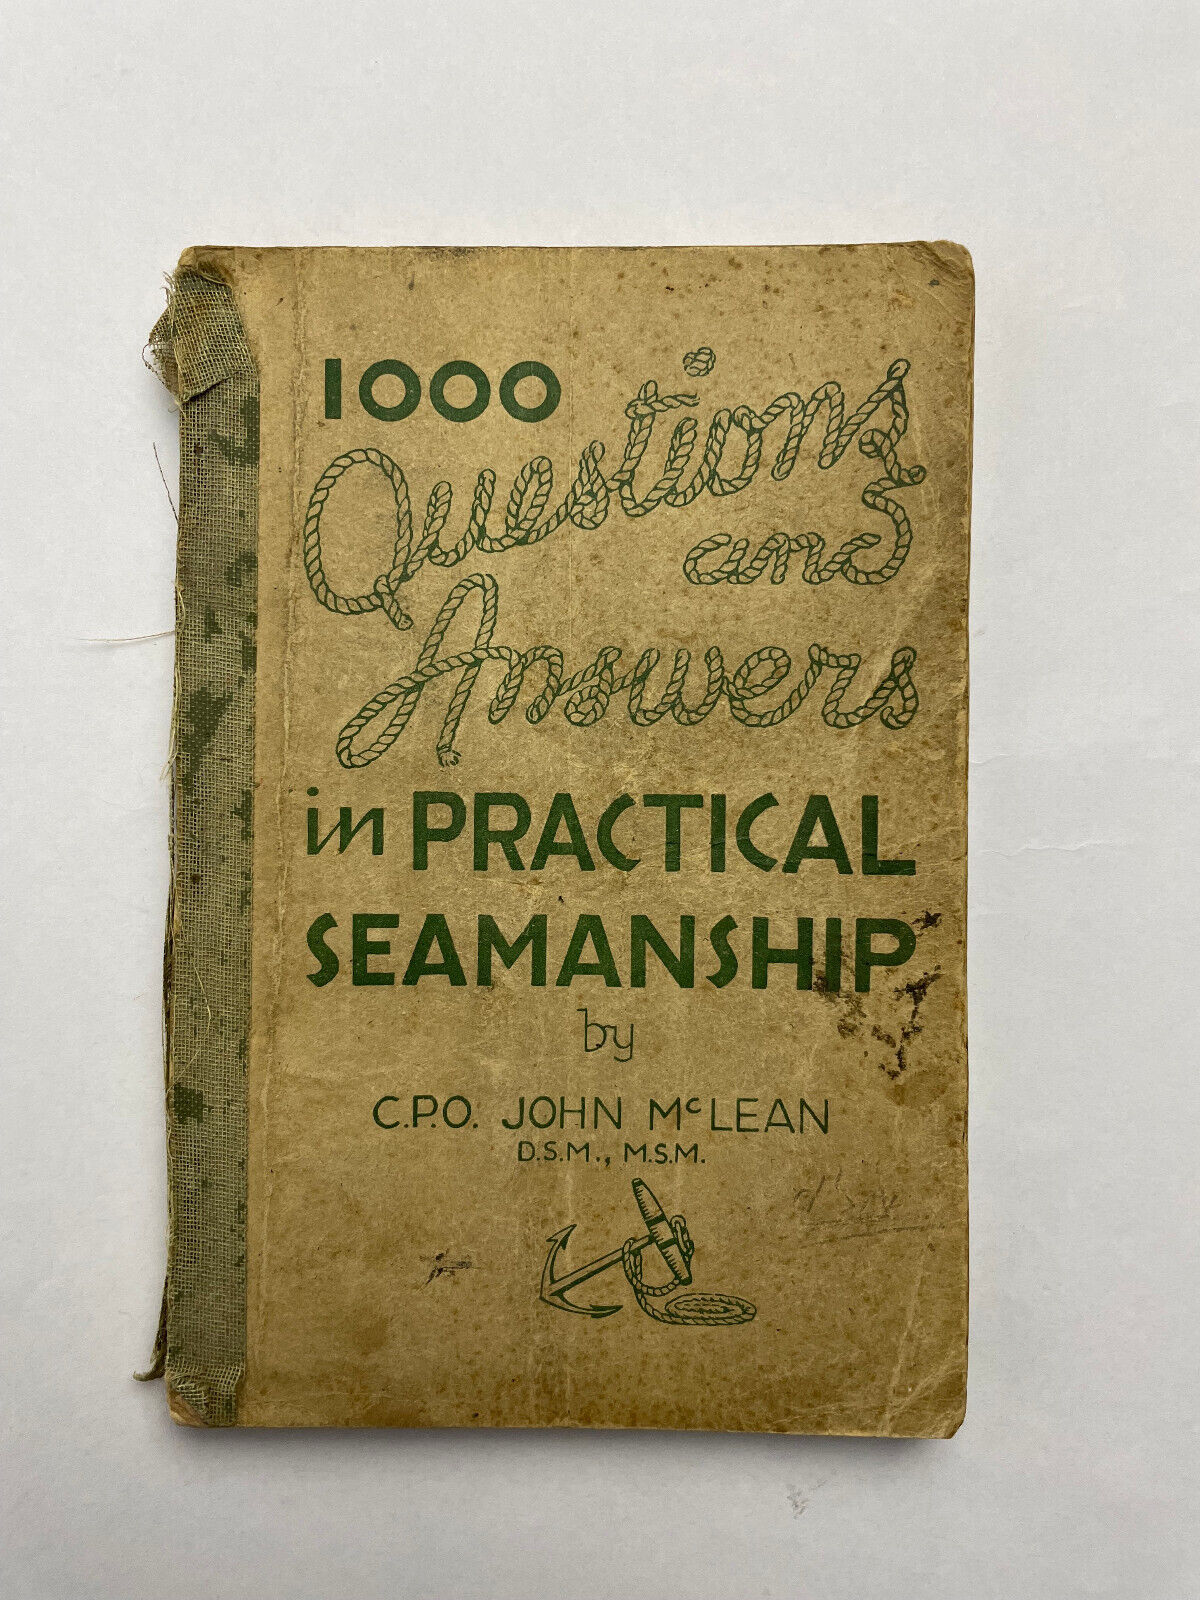 1000
Questions
and
Answers
in PRACTICAL
SEAMANSHIP
by
C.P.O. JOHN McLEAN
D.S.M., M.S.M.